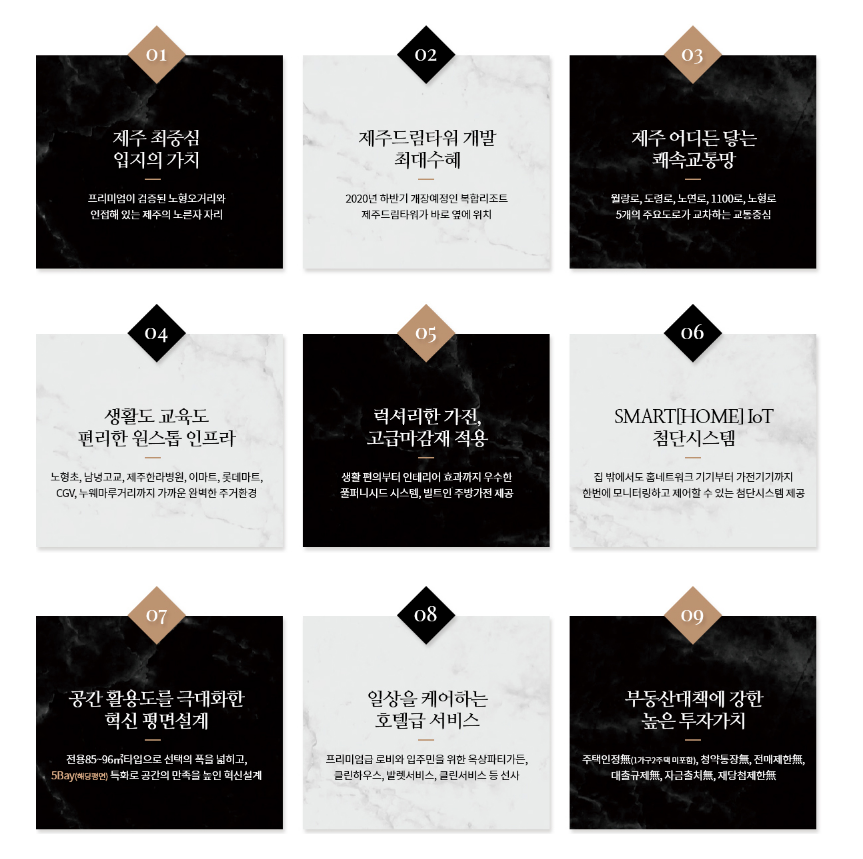 01
제주 최중심
입지의 가치
프리미엄이 검증된 노형오거리와
인접해 있는 제주의 노른자 자리
02
제주드림타워 개발
최대수혜
2020년 하반기 개장예정인 복합리조트
제주드림타워가 바로 옆에 위치
03
제주 어디든 닿는
쾌속교통망
월랑로, 도령로, 노연로, 1100로, 노형로
5개의 주요도로가 교차하는 교통중심
04
생활도 교육도
편리한 원스톱 인프라
노형초, 남녕고교, 제주한라병원, 이마트, 롯데마트,
CGV, 누웨마루거리까지 가까운 완벽한 주거환경
05
럭셔리한 가전,
고급마감재 적용
생활 편의부터 인테리어 효과까지 우수한
풀퍼니시드 시스템, 빌트인 주방가전 제공
06
SMART[HOME] IoT
첨단시스템
집 밖에서도 홈네트워크 기기부터 가전기기까지
한번에 모니터링하고 제어할 수 있는 첨단시스템 제공
07
공간 활용도를 극대화한
혁신 평면설계
전용85~96㎡타입으로 선택의 폭을 넓히고,
5Bay(해당평면) 특화로 공간의 만족을 높인 혁신설계
08
일상을 케어하는
호텔급 서비스
프리미엄급 로비와 입주민을 위한 옥상파티가든,
클린하우스, 발렛서비스, 클린서비스 등 선사
09
부동산대책에 강한
높은 투자가치
주택인정無(1가구2주택 미포함), 청약통장無, 전매제한無,
대출규제無, 자금출처無, 재당첨제한無